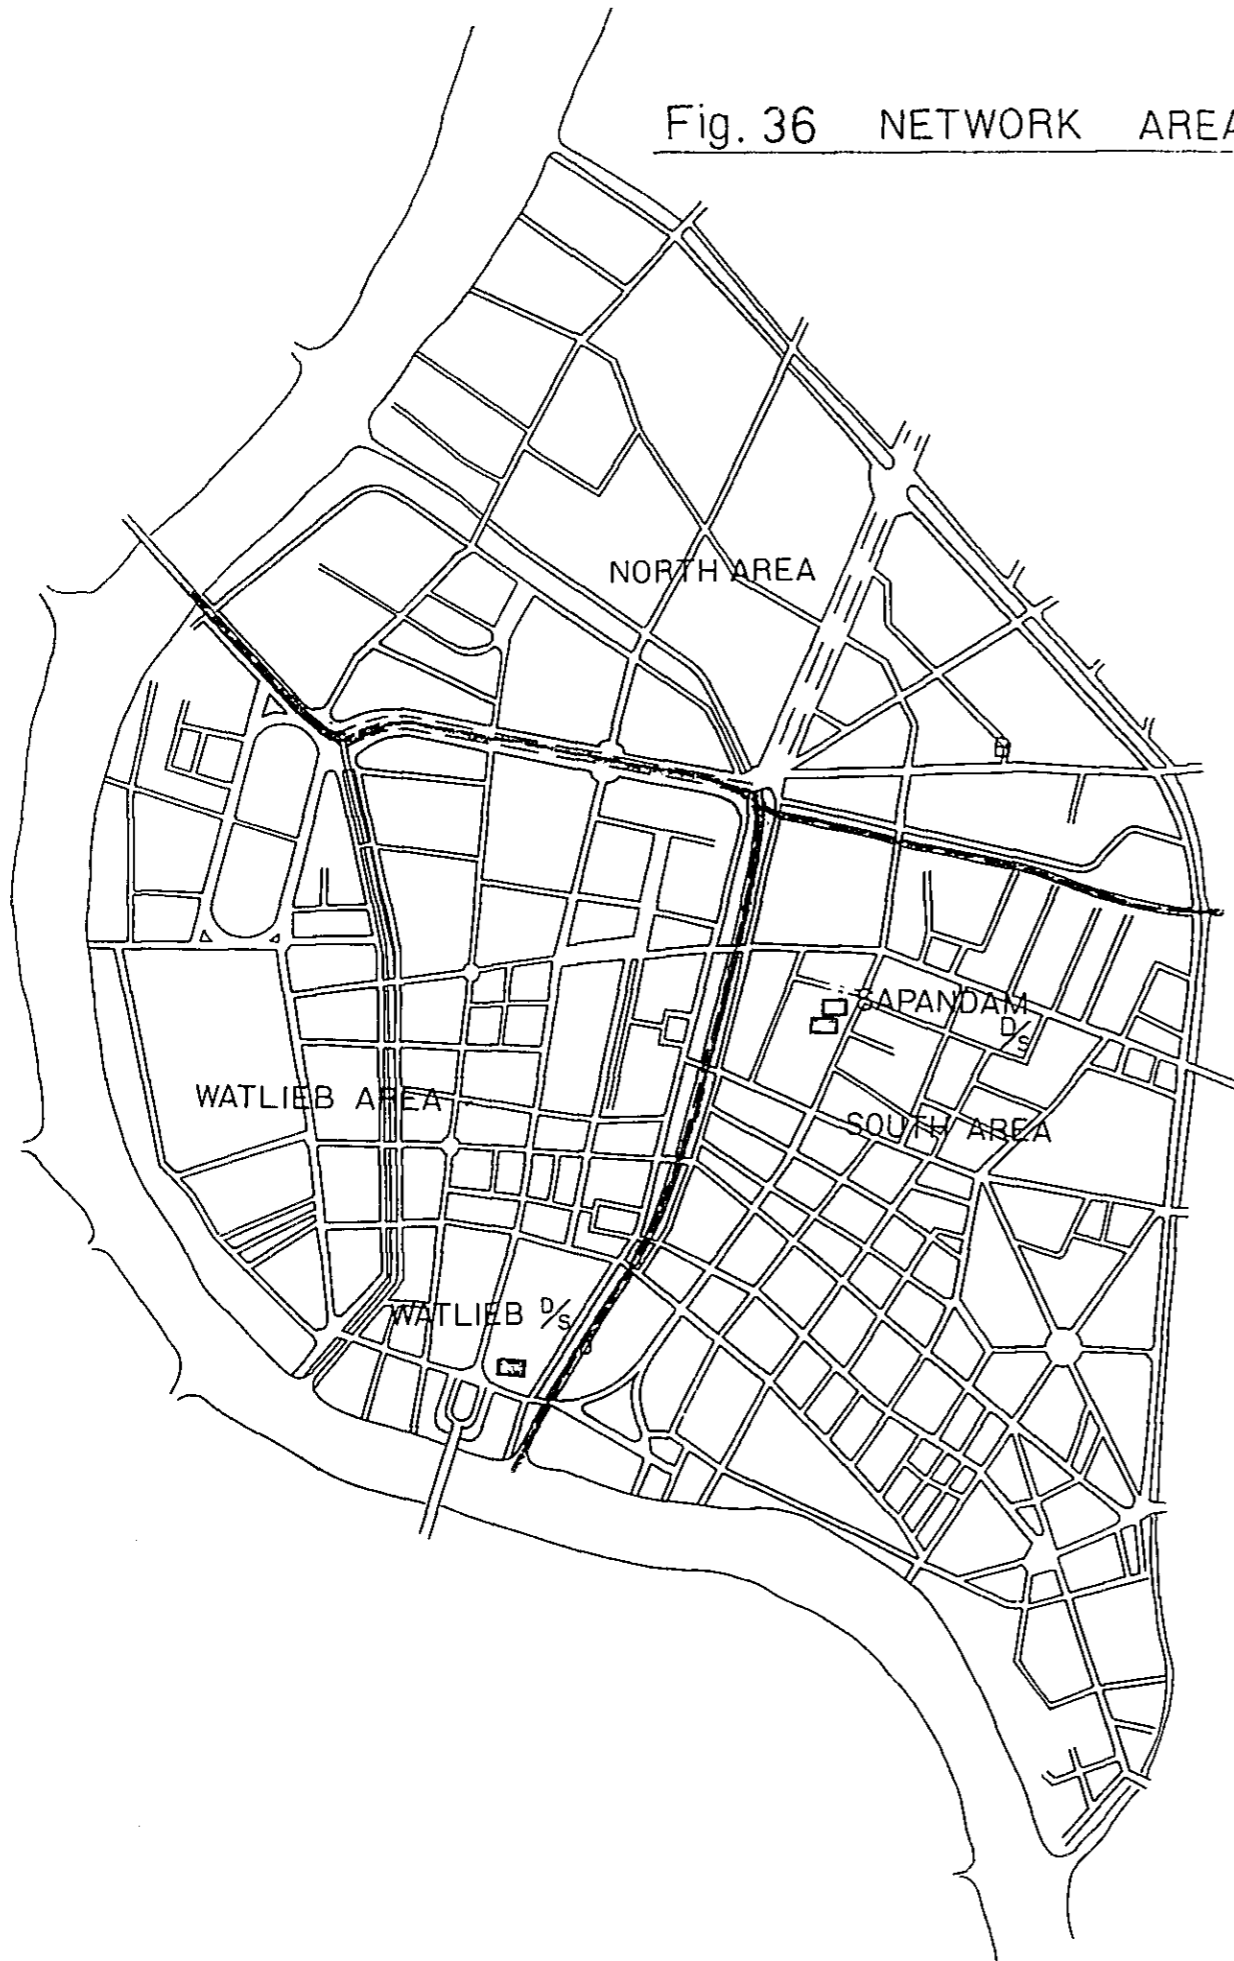 Fig. 36 NETWORK AREA
NORTH AREA
SAPANDAM D/S
WATLIEB AREA
SOUTH AREA
WATLIEB D/S